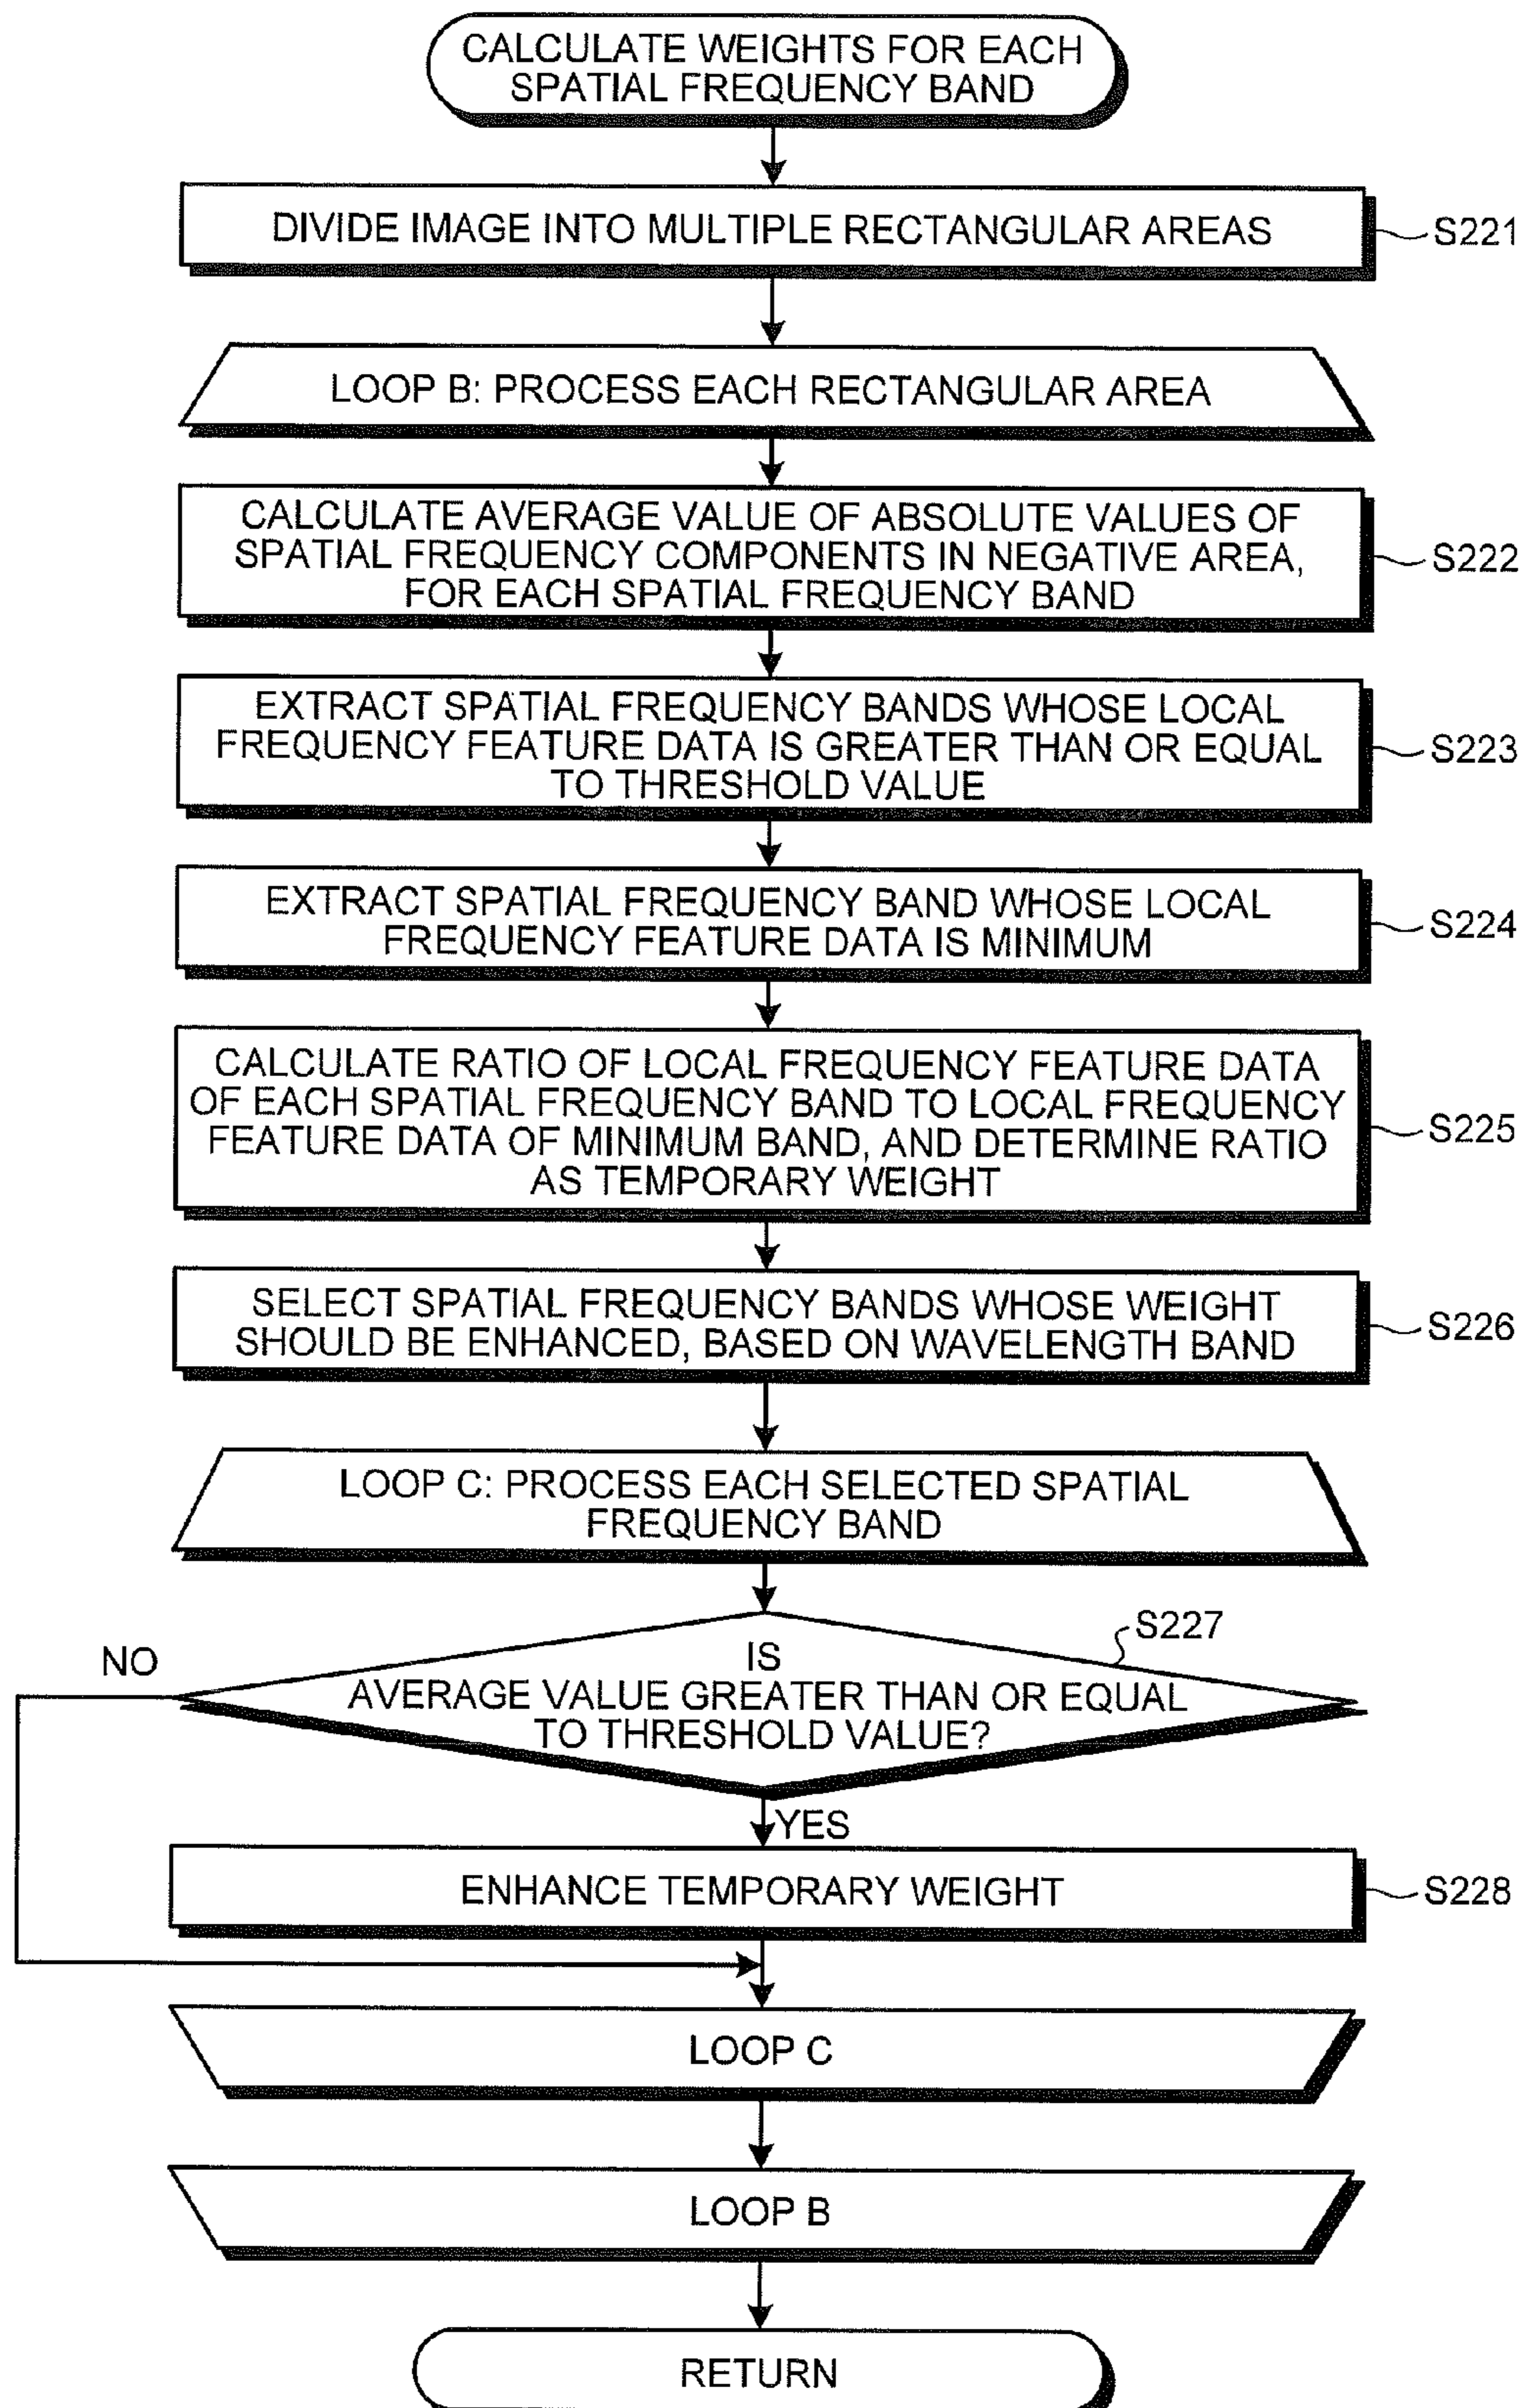 CALCULATE WEIGHTS FOR EACH
SPATIAL FREQUENCY BAND
DIVIDE IMAGE INTO MULTIPLE RECTANGULAR AREAS
S221
LOOP B: PROCESS EACH RECTANGULAR AREA
CALCULATE AVERAGE VALUE OF ABSOLUTE VALUES OF
SPATIAL FREQUENCY COMPONENTS IN NEGATIVE AREA,
FOR EACH SPATIAL FREQUENCY BAND
S222
EXTRACT SPATIAL FREQUENCY BANDS WHOSE LOCAL
FREQUENCY FEATURE DATA IS GREATER THAN OR EQUAL
TO THRESHOLD VALUE
S223
EXTRACT SPATIAL FREQUENCY BAND WHOSE LOCAL
FREQUENCY FEATURE DATA IS MINIMUM
S224
CALCULATE RATIO OF LOCAL FREQUENCY FEATURE DATA
OF EACH SPATIAL FREQUENCY BAND TO LOCAL FREQUENCY
FEATURE DATA OF MINIMUM BAND, AND DETERMINE RATIO
AS TEMPORARY WEIGHT
S225
SELECT SPATIAL FREQUENCY BANDS WHOSE WEIGHT
SHOULD BE ENHANCED, BASED ON WAVELENGTH BAND
S226
LOOP C: PROCESS EACH SELECTED SPATIAL
FREQUENCY BAND
S227
NO
IS
AVERAGE VALUE GREATER THAN OR EQUAL
TO THRESHOLD VALUE?
YES
ENHANCE TEMPORARY WEIGHT
S228
LOOP C
LOOP B
RETURN